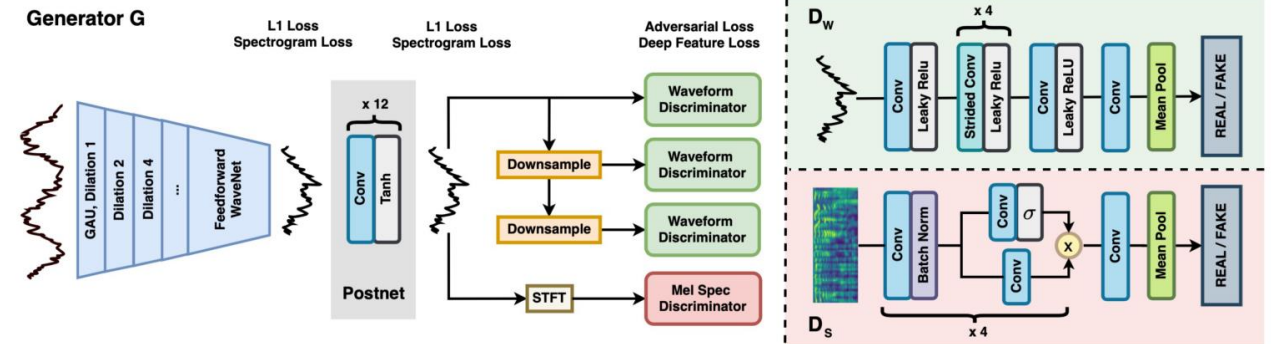 Generator G
L1 Loss
Spectrogram Loss
L1 Loss
Spectrogram Loss
Adversarial Loss
Deep Feature Loss
GAU, Dilation 1
Dilation 2
Dilation 4
...
Feedforward
WaveNet
x 12
Conv
Tanh
Postnet
Downsample
Downsample
STFT
Waveform
Discriminator
Waveform
Discriminator
Waveform
Discriminator
Mel Spec
Discriminator
D_W
x 4
Conv
Leaky Relu
Strided Conv
Leaky Relu
Conv
Leaky ReLU
Conv
Mean Pool
REAL / FAKE
Conv
Batch Norm
Conv
σ
Conv
x
Conv
Mean Pool
REAL / FAKE
x 4
D_S